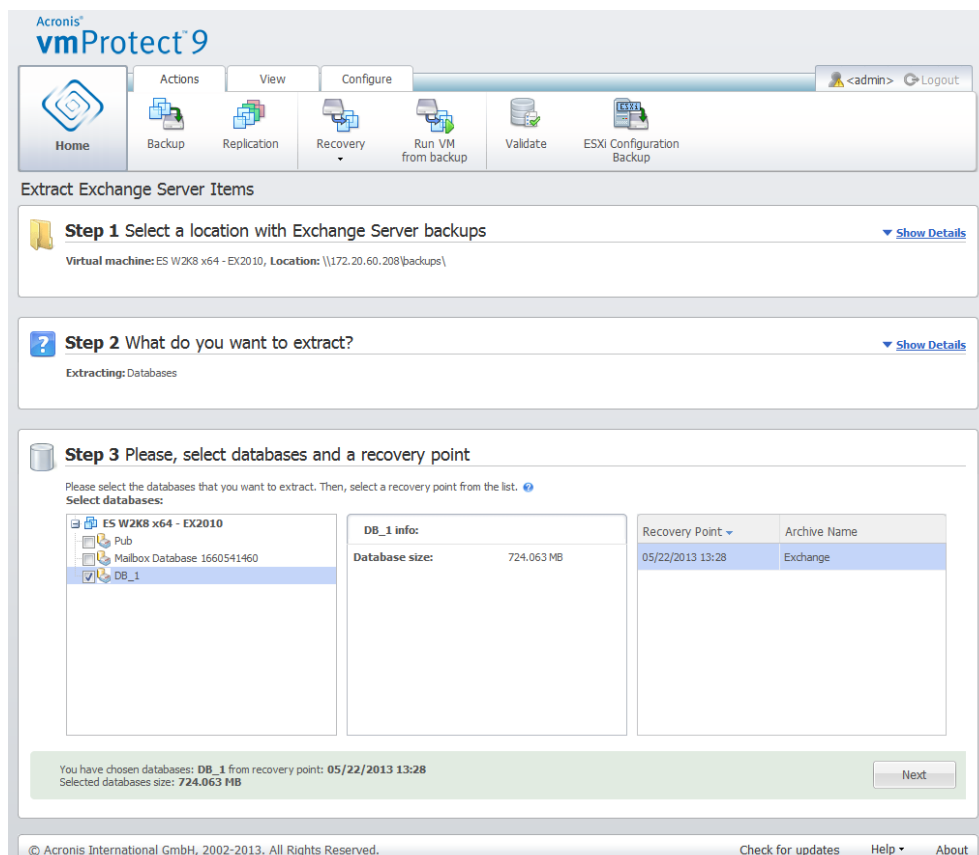 Acronis®
vmProtect™ 9
Actions View Configure <admin> Logout
Home
Backup
Replication
Recovery
Run VM
from backup
Validate
ESXi
ESXi Configuration
Backup
Extract Exchange Server Items
Step 1 Select a location with Exchange Server backups
Show Details
Virtual machine: ES W2K8 x64 - EX2010, Location: \\172.20.60.208\backups\
Step 2 What do you want to extract?
Show Details
Extracting: Databases
Step 3 Please, select databases and a recovery point
Please select the databases that you want to extract. Then, select a recovery point from the list.
Select databases:
ES W2K8 x64 - EX2010
Pub
Mailbox Database 1660541460
DB_1
DB_1 info:
Database size: 724.063 MB
Recovery Point Archive Name
05/22/2013 13:28 Exchange
You have chosen databases: DB_1 from recovery point: 05/22/2013 13:28
Selected databases size: 724.063 MB
Next
© Acronis International GmbH, 2002-2013. All Rights Reserved.
Check for updates Help About